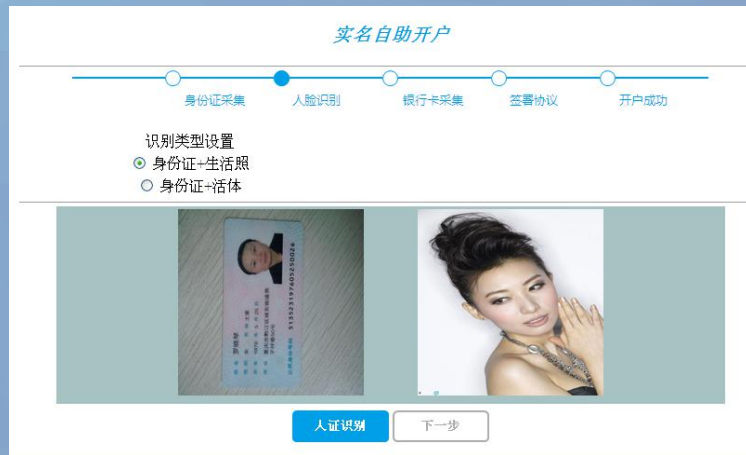 实名自助开户
身份证采集 人脸识别 银行卡采集 签署协议 开户成功
识别类型设置
身份证+生活照
身份证+活体
人证识别 下一步